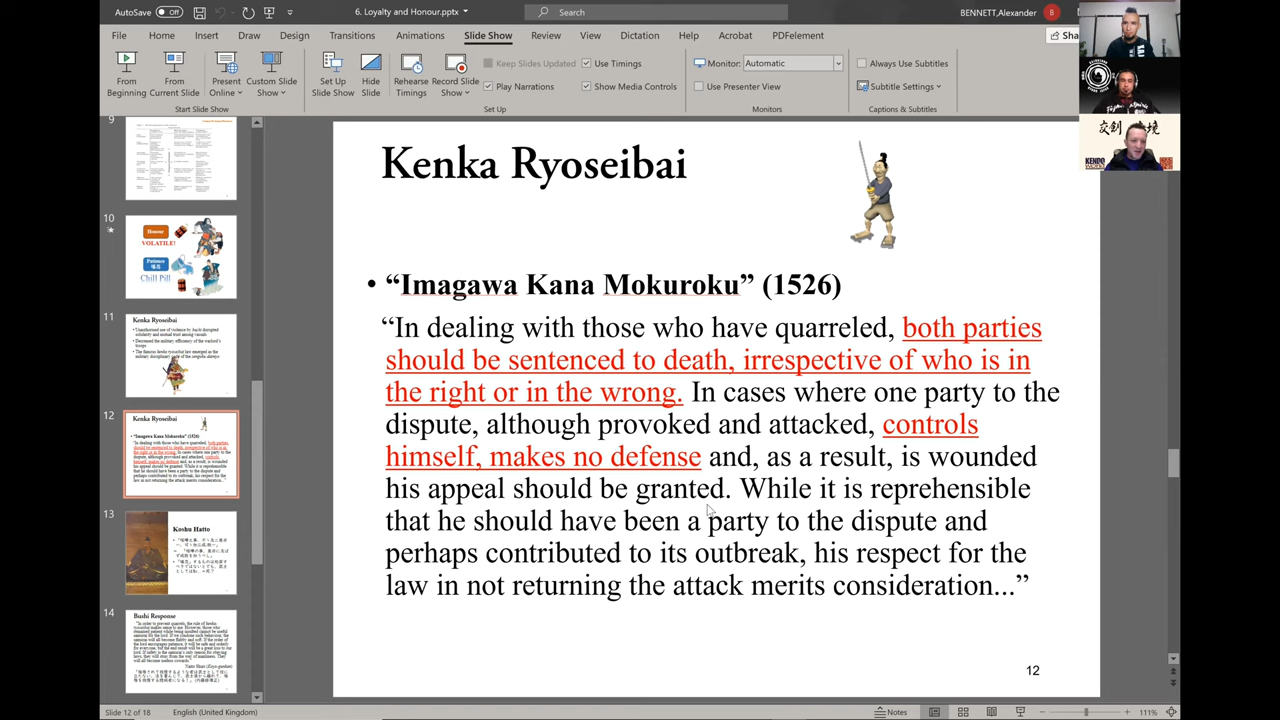 AutoSave Off 6. Loyalty and Honour.pptx Search BENNETT,Alexander B
File Home Insert Draw Design Transitions Animations Slide Show Review View Dictation Help Acrobat PDFelement Sha
From Beginning From Current Slide Present Online Custom Slide Show Set Up Slide Show Hide Slide Rehearse Timings Record Slide Show
Keep Slides Updated Use Timings Monitor: Automatic Always Use Subtitles
Play Narrations Show Media Controls Use Presenter View Subtitle Settings
Start Slide Show Set Up Monitors Captions & Subtitles
9
10
Honour
VOLATILE!
Patience
Chill Pill
11
Kenka Ryoseibai
12
Kenka Ryoseibai
13
Koshu Hatto
14
Bushi Response
Kenka Ryoseibai
• “Imagawa Kana Mokuroku” (1526)
“In dealing with those who have quarreled, both parties
should be sentenced to death, irrespective of who is in
the right or in the wrong. In cases where one party to the
dispute, although provoked and attacked, controls
himself, makes no defense and, as a result, is wounded
his appeal should be granted. While it is reprehensible
that he should have been a party to the dispute and
perhaps contributed to its outbreak, his respect for the
law in not returning the attack merits consideration...”
12
KENDO
Slide 12 of 18 English (United Kingdom) Notes 111%